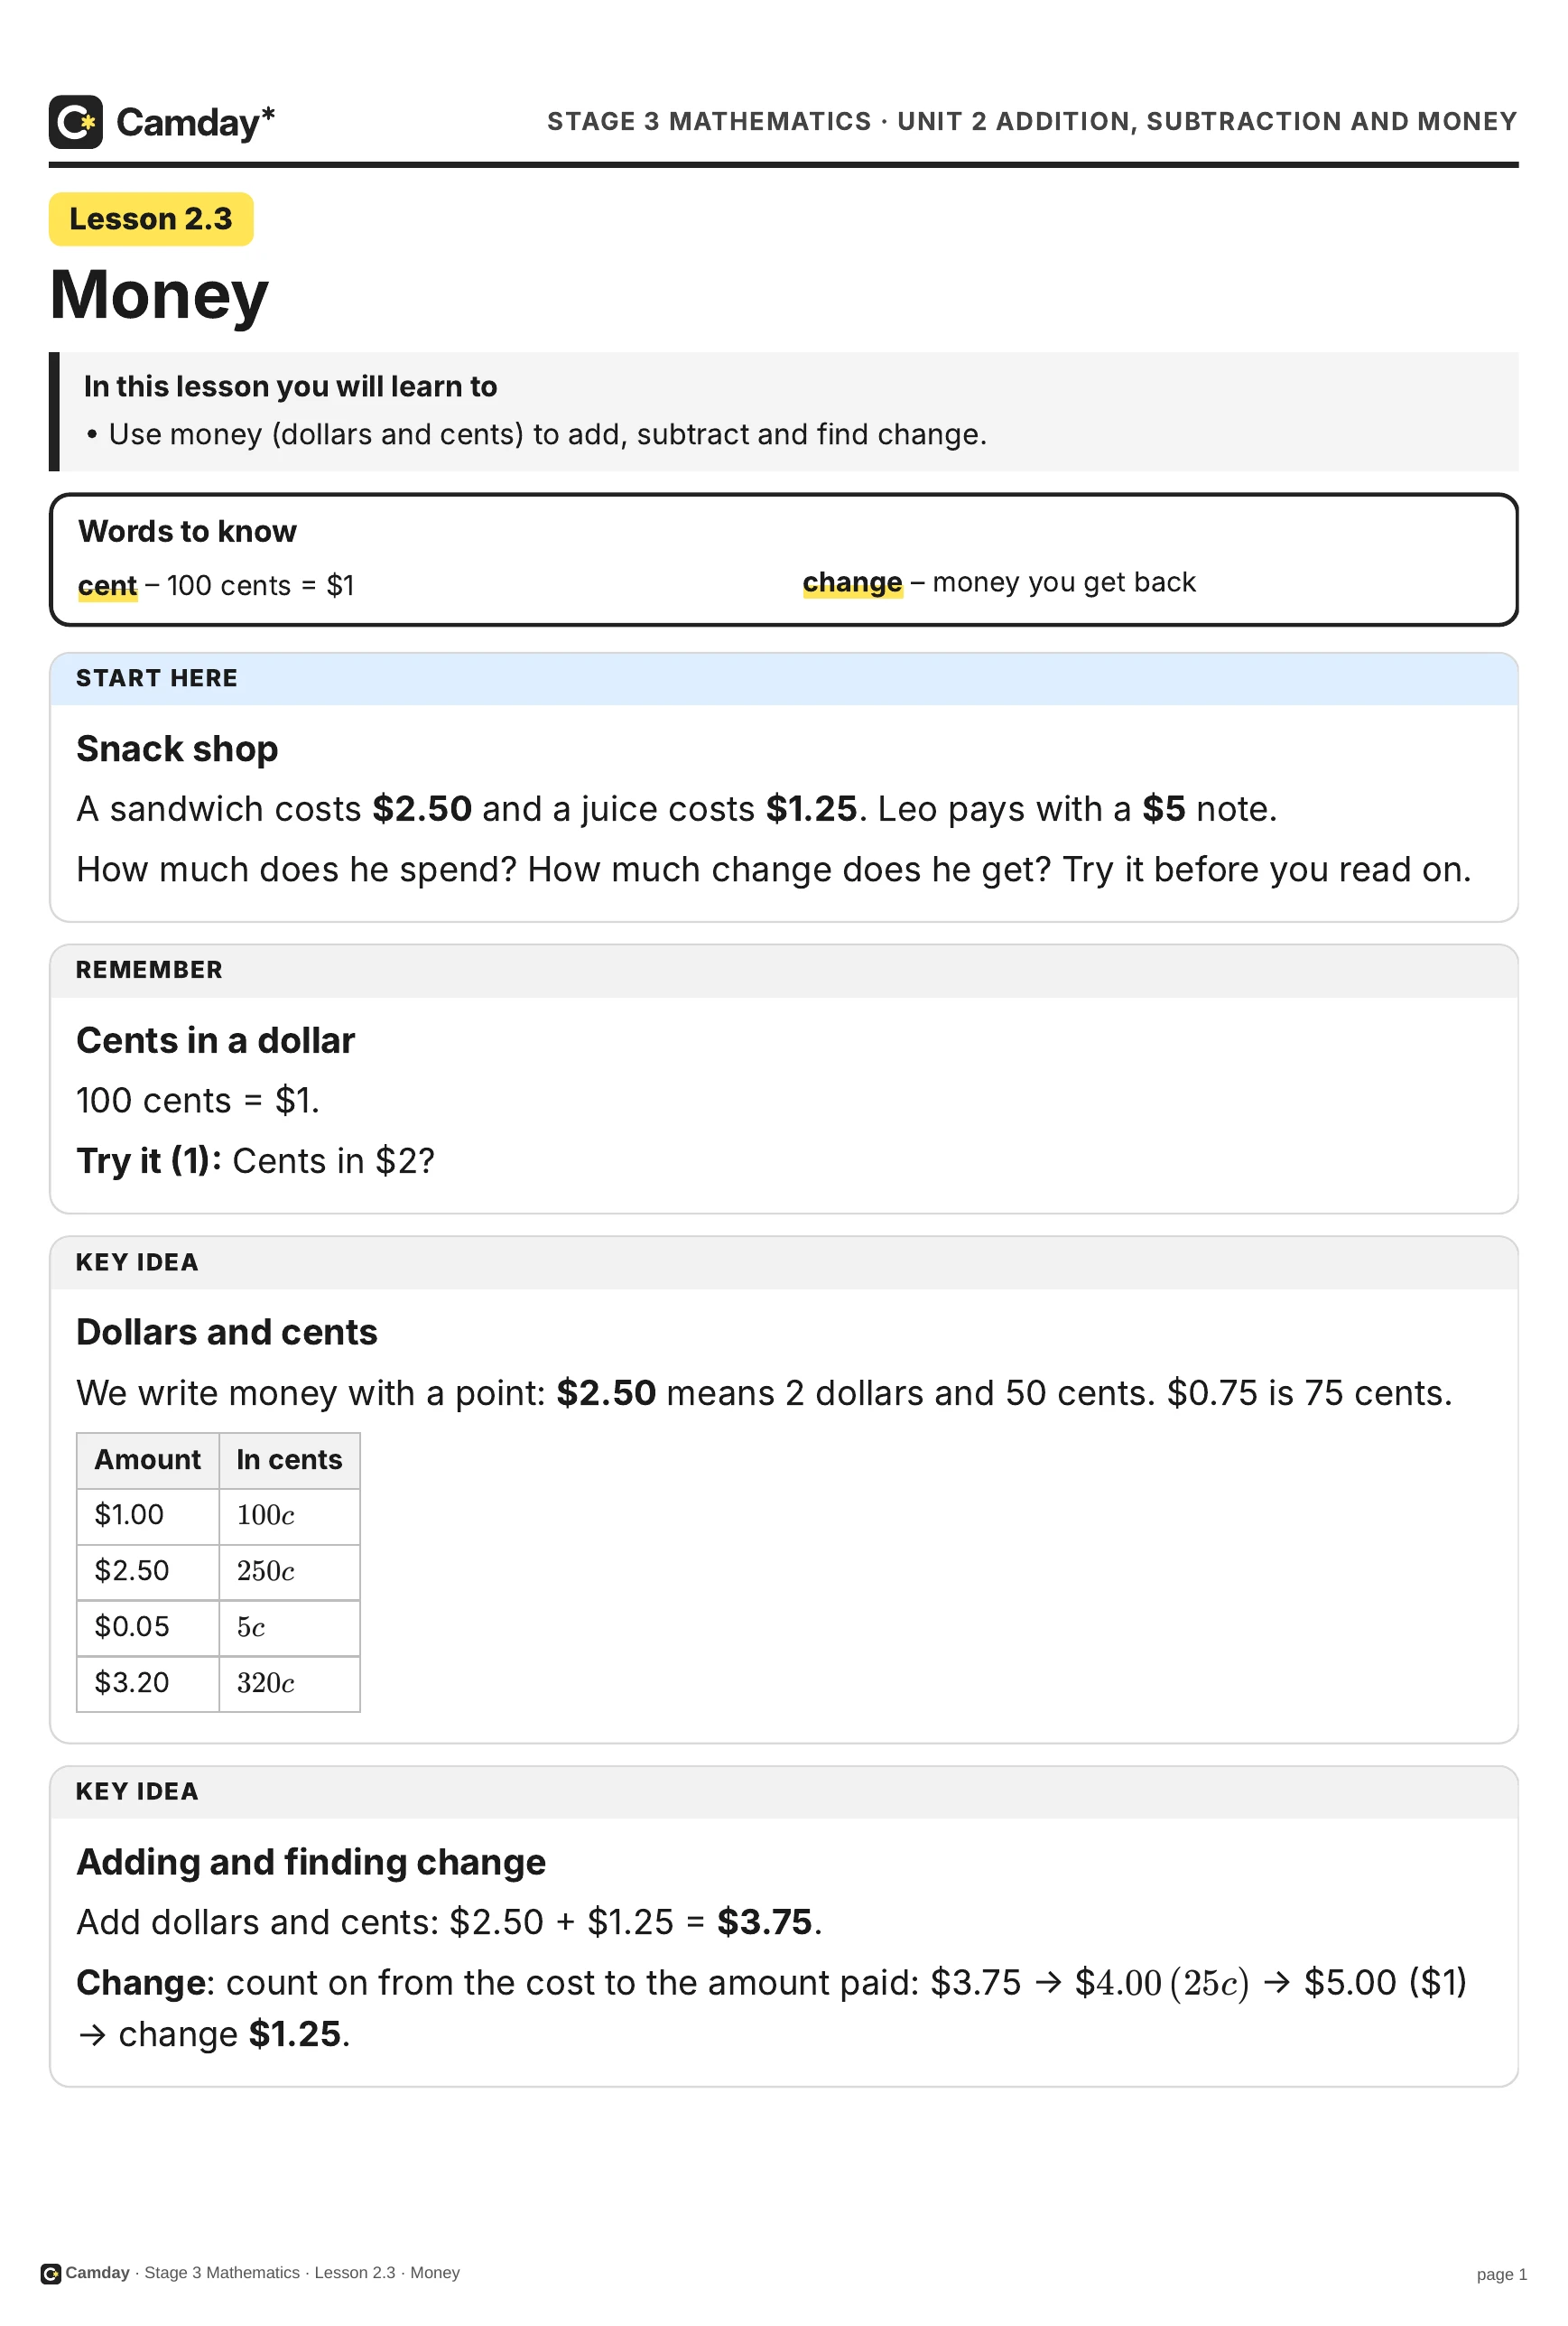 Camday*
STAGE 3 MATHEMATICS · UNIT 2 ADDITION, SUBTRACTION AND MONEY
Lesson 2.3
Money
In this lesson you will learn to
• Use money (dollars and cents) to add, subtract and find change.
Words to know
cent – 100 cents = $1
change – money you get back
START HERE
Snack shop
A sandwich costs $2.50 and a juice costs $1.25. Leo pays with a $5 note.
How much does he spend? How much change does he get? Try it before you read on.
REMEMBER
Cents in a dollar
100 cents = $1.
Try it (1): Cents in $2?
KEY IDEA
Dollars and cents
We write money with a point: $2.50 means 2 dollars and 50 cents. $0.75 is 75 cents.
Amount In cents
$1.00 100c
$2.50 250c
$0.05 5c
$3.20 320c
KEY IDEA
Adding and finding change
Add dollars and cents: $2.50 + $1.25 = $3.75.
Change: count on from the cost to the amount paid: $3.75 → $4.00 (25c) → $5.00 ($1)
→ change $1.25.
Camday · Stage 3 Mathematics · Lesson 2.3 · Money
page 1